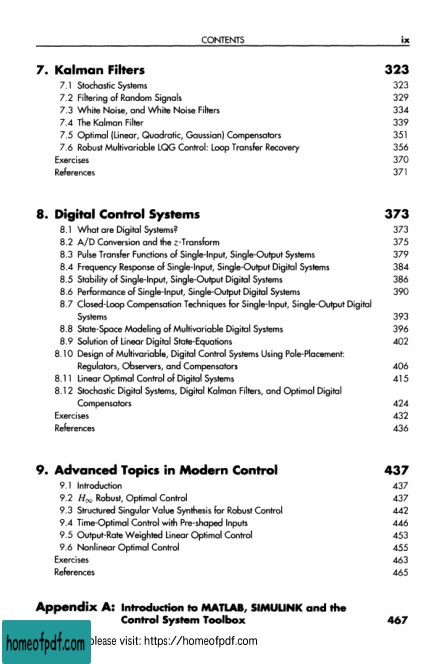 CONTENTS ix
7. Kalman Filters 323
7.1 Stochastic Systems 323
7.2 Filtering of Random Signals 329
7.3 White Noise, and White Noise Filters 334
7.4 The Kalman Filter 339
7.5 Optimal (Linear, Quadratic, Gaussian) Compensators 351
7.6 Robust Multivariable LQG Control: Loop Transfer Recovery 356
Exercises 370
References 371
8. Digital Control Systems 373
8.1 What are Digital Systems? 373
8.2 A/D Conversion and the z-Transform 375
8.3 Pulse Transfer Functions of Single-Input, Single-Output Systems 379
8.4 Frequency Response of Single-Input, Single-Output Digital Systems 384
8.5 Stability of Single-Input, Single-Output Digital Systems 386
8.6 Performance of Single-Input, Single-Output Digital Systems 390
8.7 Closed-Loop Compensation Techniques for Single-Input, Single-Output Digital
Systems 393
8.8 State-Space Modeling of Multivariable Digital Systems 396
8.9 Solution of Linear Digital State-Equations 402
8.10 Design of Multivariable, Digital Control Systems Using Pole-Placement:
Regulators, Observers, and Compensators 406
8.11 Linear Optimal Control of Digital Systems 415
8.12 Stochastic Digital Systems, Digital Kalman Filters, and Optimal Digital
Compensators 424
Exercises 432
References 436
9. Advanced Topics in Modern Control 437
9.1 Introduction 437
9.2 H∞ Robust, Optimal Control 437
9.3 Structured Singular Value Synthesis for Robust Control 442
9.4 Time-Optimal Control with Pre-shaped Inputs 446
9.5 Output-Rate Weighted Linear Optimal Control 453
9.6 Nonlinear Optimal Control 455
Exercises 463
References 465
Appendix A: Introduction to MATLAB, SIMULINK and the
Control System Toolbox 467
homeofpdf.com please visit: https://homeofpdf.com